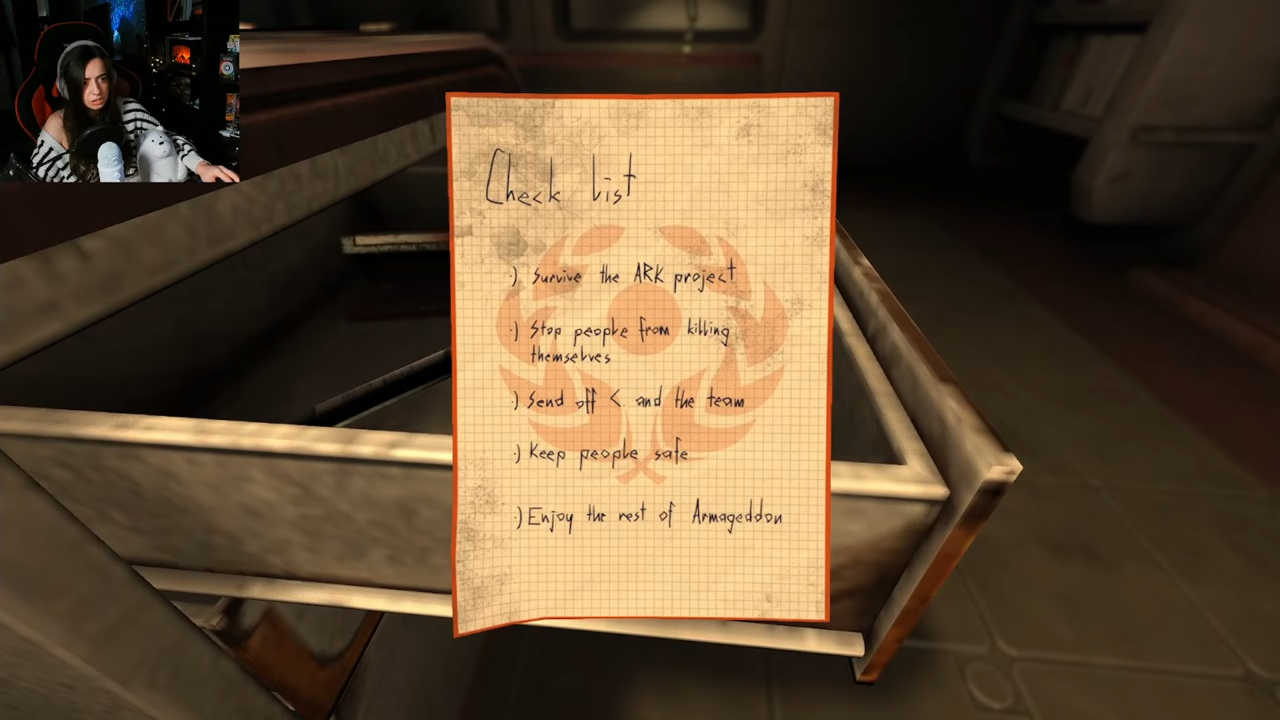 Check list
·) Survive the ARK project
·) Stop people from killing
themselves
·) Send off C. and the team
·) Keep people safe
·) Enjoy the rest of Armageddon